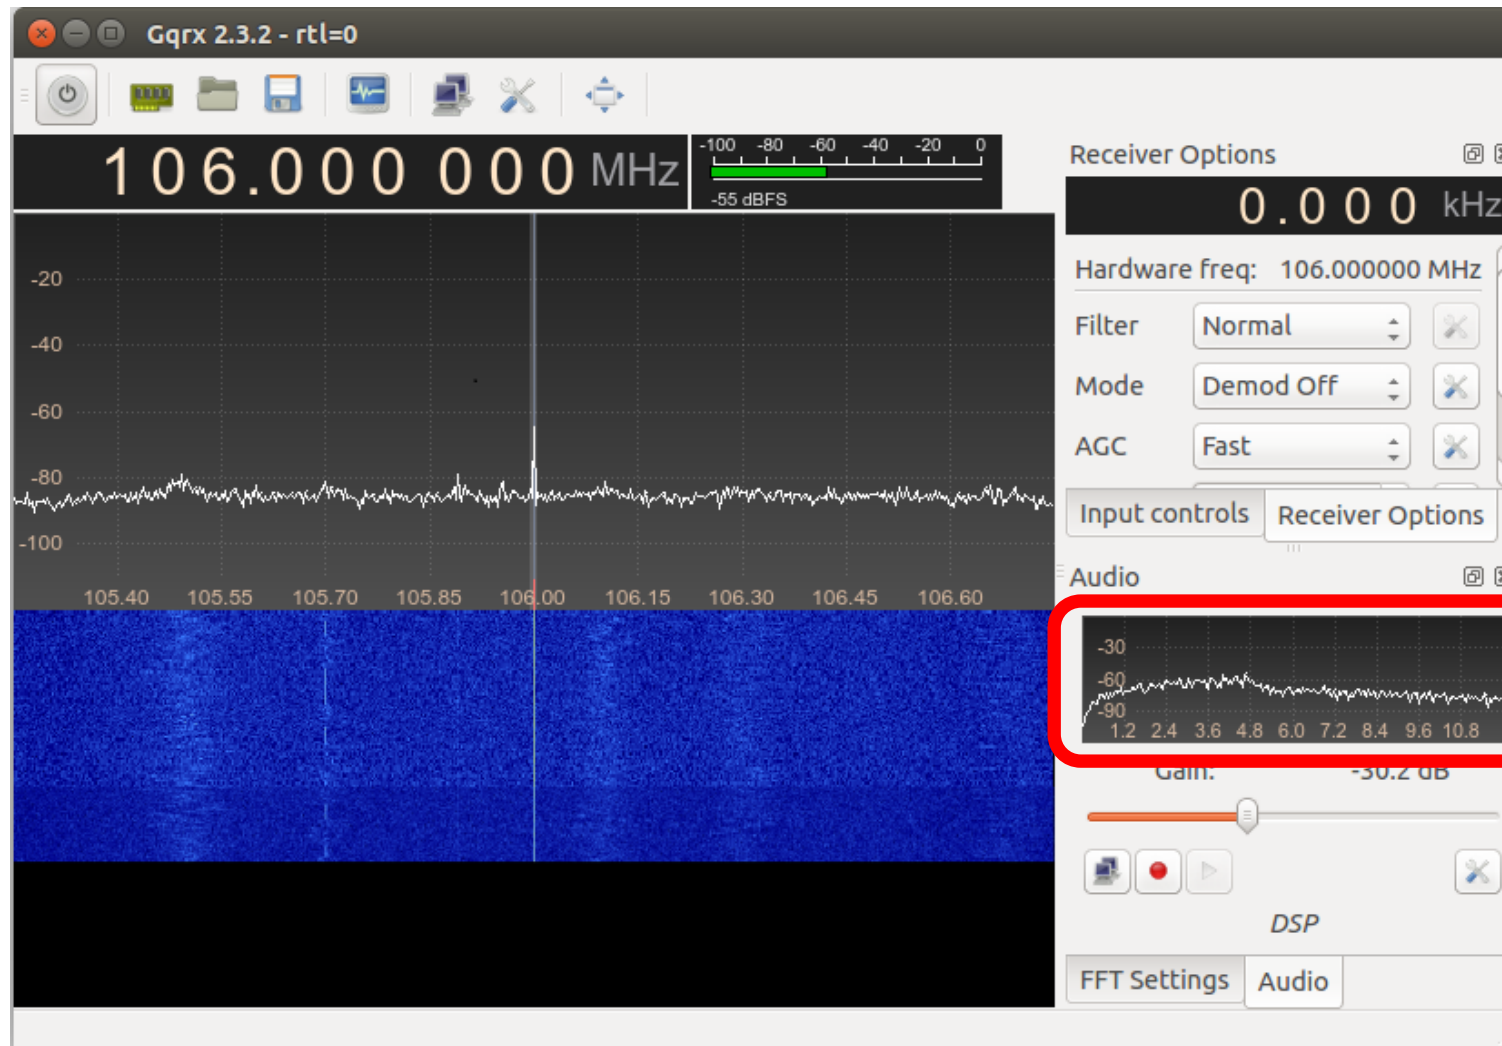 Gqrx 2.3.2 - rtl=0
106.000 000 MHz
-100 -80 -60 -40 -20 0
-55 dBFS
-20
-40
-60
-80
-100
105.40 105.55 105.70 105.85 106.00 106.15 106.30 106.45 106.60
Receiver Options
0.000 kHz
Hardware freq: 106.000000 MHz
Filter Normal
Mode Demod Off
AGC Fast
Input controls Receiver Options
Audio
-30
-60
-90
1.2 2.4 3.6 4.8 6.0 7.2 8.4 9.6 10.8
Gain: -30.2 dB
DSP
FFT Settings Audio